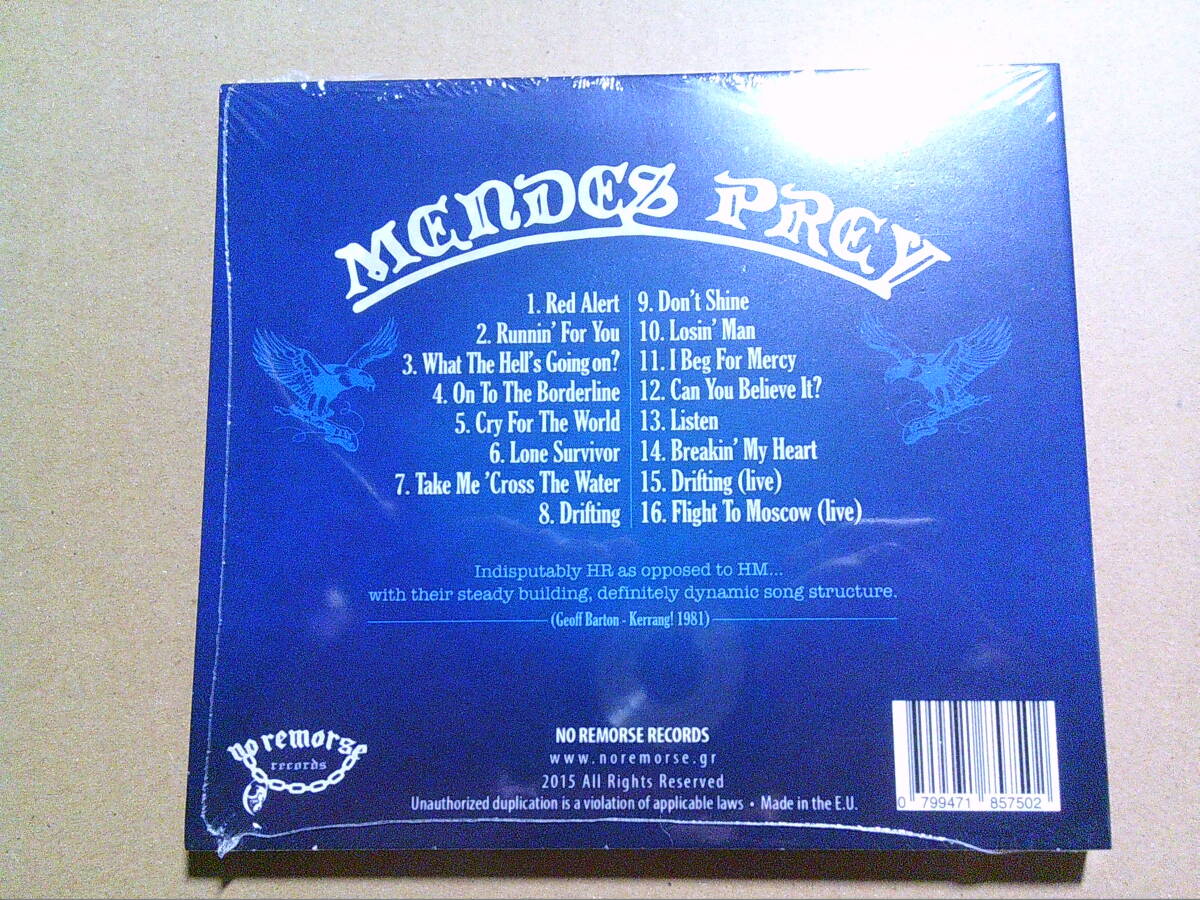 MENDES PREY
1. Red Alert
2. Runnin' For You
3. What The Hell's Going on?
4. On To The Borderline
5. Cry For The World
6. Lone Survivor
7. Take Me 'Cross The Water
8. Drifting
9. Don't Shine
10. Losin' Man
11. I Beg For Mercy
12. Can You Believe It?
13. Listen
14. Breakin' My Heart
15. Drifting (live)
16. Flight To Moscow (live)
Indisputably HR as opposed to HM...
with their steady building, definitely dynamic song structure.
(Geoff Barton - Kerrang! 1981)
no remorse
records
NO REMORSE RECORDS
www.noremorse.gr
2015 All Rights Reserved
Unauthorized duplication is a violation of applicable laws • Made in the E.U.
0 799471 857502